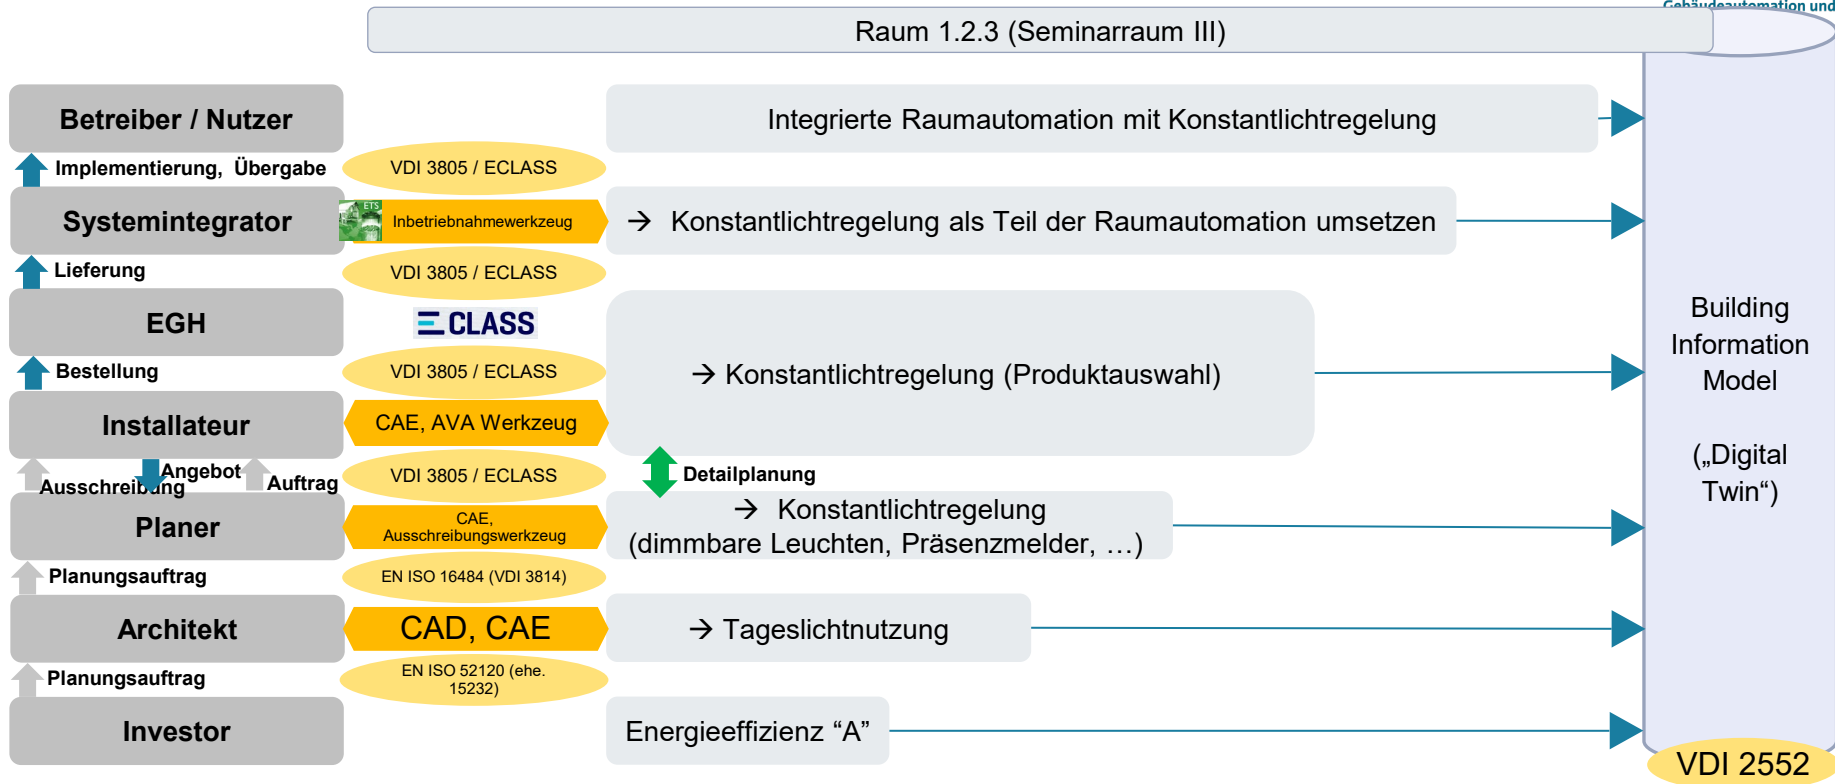 Gebäudeautomation und
Raum 1.2.3 (Seminarraum III)
Betreiber / Nutzer
Integrierte Raumautomation mit Konstantlichtregelung
Implementierung, Übergabe
VDI 3805 / ECLASS
Systemintegrator
ETS
Inbetriebnahmewerkzeug
→ Konstantlichtregelung als Teil der Raumautomation umsetzen
Lieferung
VDI 3805 / ECLASS
EGH
ECLASS
Bestellung
VDI 3805 / ECLASS
→ Konstantlichtregelung (Produktauswahl)
Installateur
CAE, AVA Werkzeug
Ausschreibung
Angebot
Auftrag
VDI 3805 / ECLASS
Detailplanung
Planer
CAE,
Ausschreibungswerkzeug
→ Konstantlichtregelung
(dimmbare Leuchten, Präsenzmelder, …)
Planungsauftrag
EN ISO 16484 (VDI 3814)
Architekt
CAD, CAE
→ Tageslichtnutzung
Planungsauftrag
EN ISO 52120 (ehe.
15232)
Investor
Energieeffizienz “A”
Building
Information
Model
(„Digital
Twin“)
VDI 2552